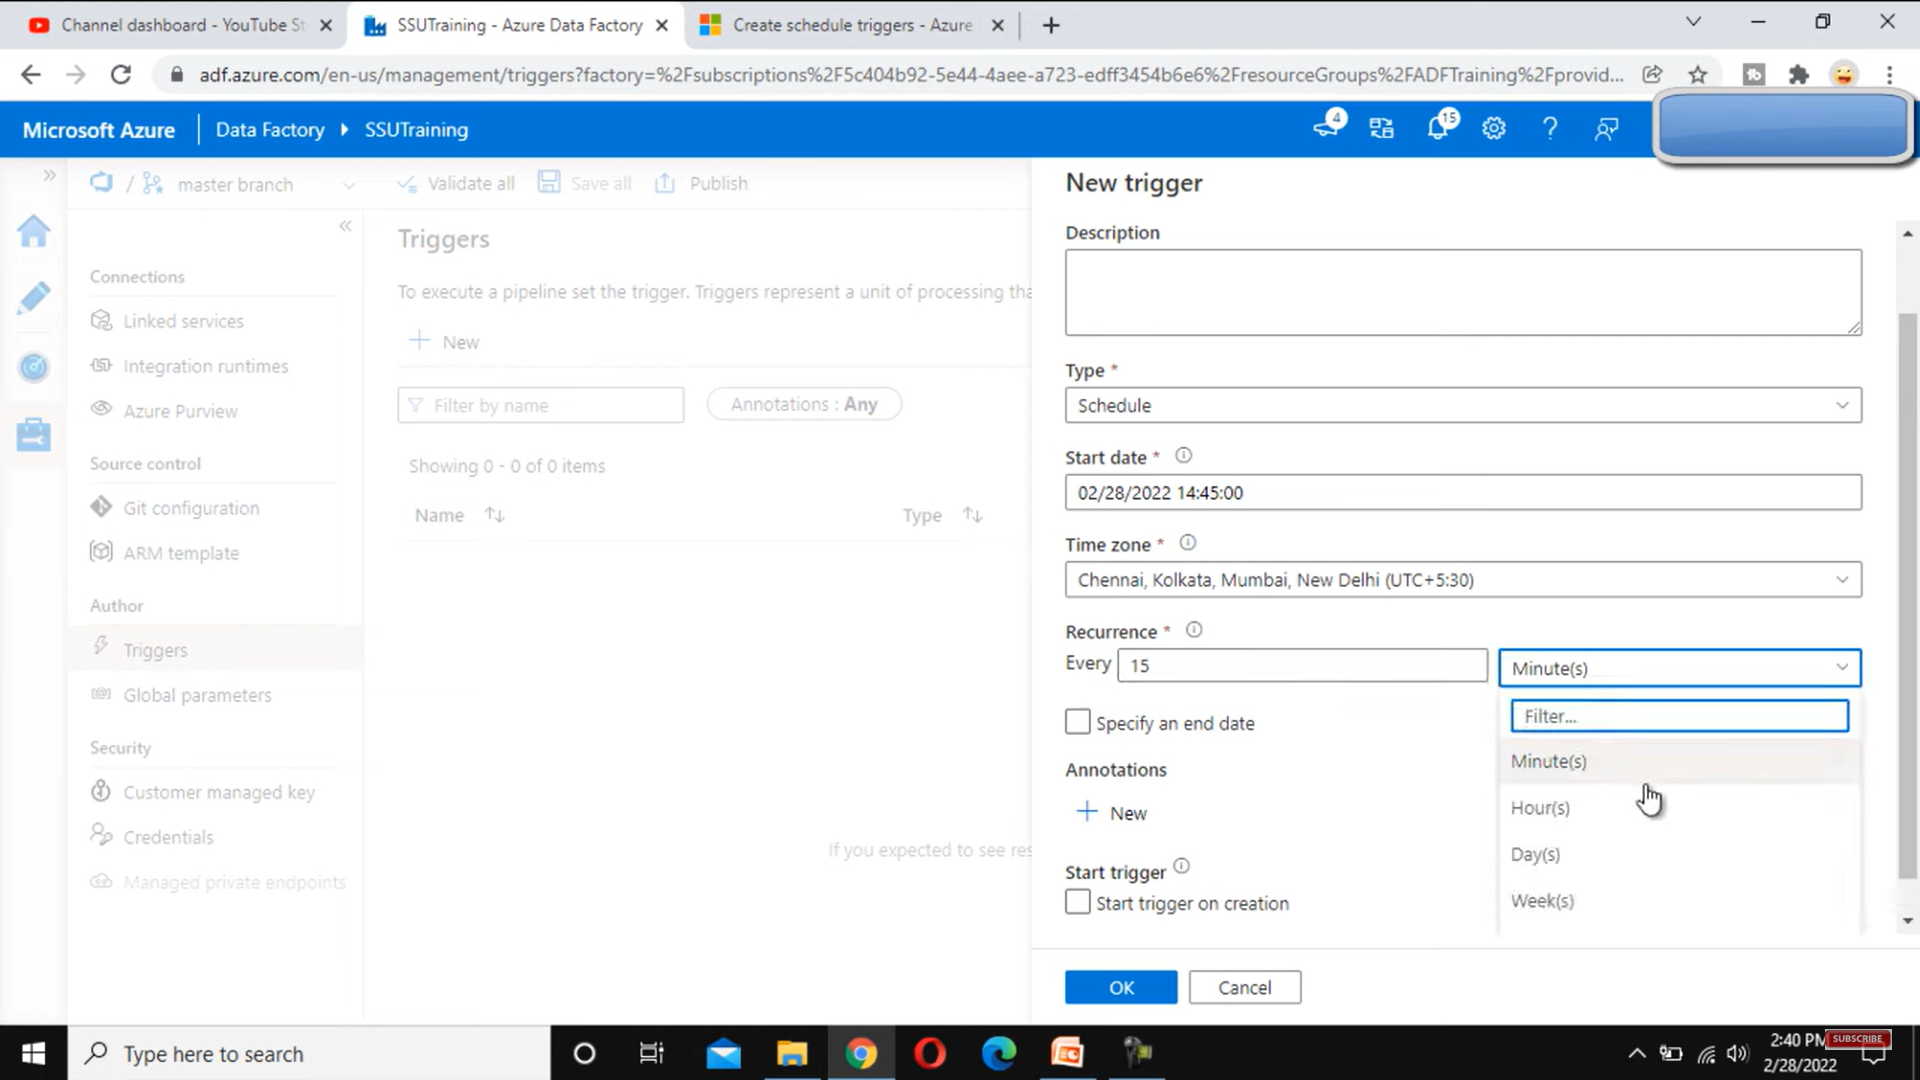 Channel dashboard - YouTube St
SSUTraining - Azure Data Factory
Create schedule triggers - Azure
adf.azure.com/en-us/management/triggers?factory=%2Fsubscriptions%2F5c404b92-5e44-4aee-a723-edff3454b6e6%2FresourceGroups%2FADFTraining%2Fprovid...
Microsoft Azure
Data Factory
SSUTraining
4
15
/ master branch
Validate all
Save all
Publish
Connections
Linked services
Integration runtimes
Azure Purview
Source control
Git configuration
ARM template
Author
Triggers
Global parameters
Security
Customer managed key
Credentials
Managed private endpoints
Triggers
To execute a pipeline set the trigger. Triggers represent a unit of processing tha
New
Filter by name
Annotations : Any
Showing 0 - 0 of 0 items
Name
Type
If you expected to see res
New trigger
Description
Type *
Schedule
Start date *
02/28/2022 14:45:00
Time zone *
Chennai, Kolkata, Mumbai, New Delhi (UTC+5:30)
Recurrence *
Every 15 Minute(s)
Filter...
Minute(s)
Hour(s)
Day(s)
Week(s)
Specify an end date
Annotations
New
Start trigger
Start trigger on creation
OK
Cancel
Type here to search
2:40 PM
2/28/2022
SUBSCRIBE